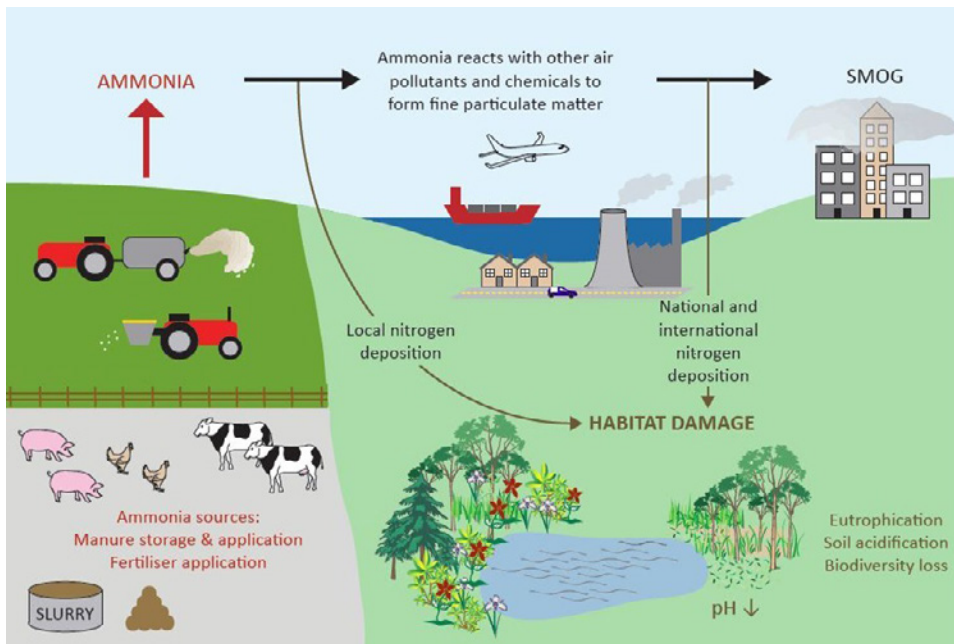 AMMONIA
Ammonia reacts with other air
pollutants and chemicals to
form fine particulate matter
SMOG
Local nitrogen
deposition
National and
international
nitrogen
deposition
HABITAT DAMAGE
Ammonia sources:
Manure storage & application
Fertiliser application
SLURRY
Eutrophication
Soil acidification
Biodiversity loss
pH ↓